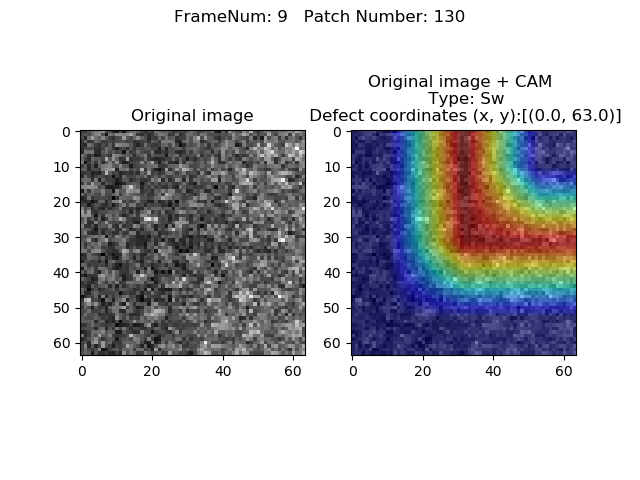 FrameNum: 9   Patch Number: 130
Original image
Original image + CAM
Type: Sw
Defect coordinates (x, y):[(0.0, 63.0)]
0
10
20
30
40
50
60
0 20 40 60
0
10
20
30
40
50
60
0 20 40 60